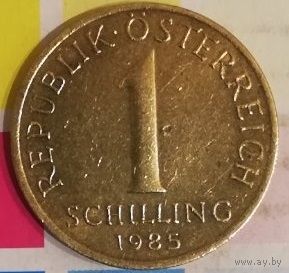 REPUBLIK · ÖSTERREICH
1
SCHILLING
1985
www.ay.by